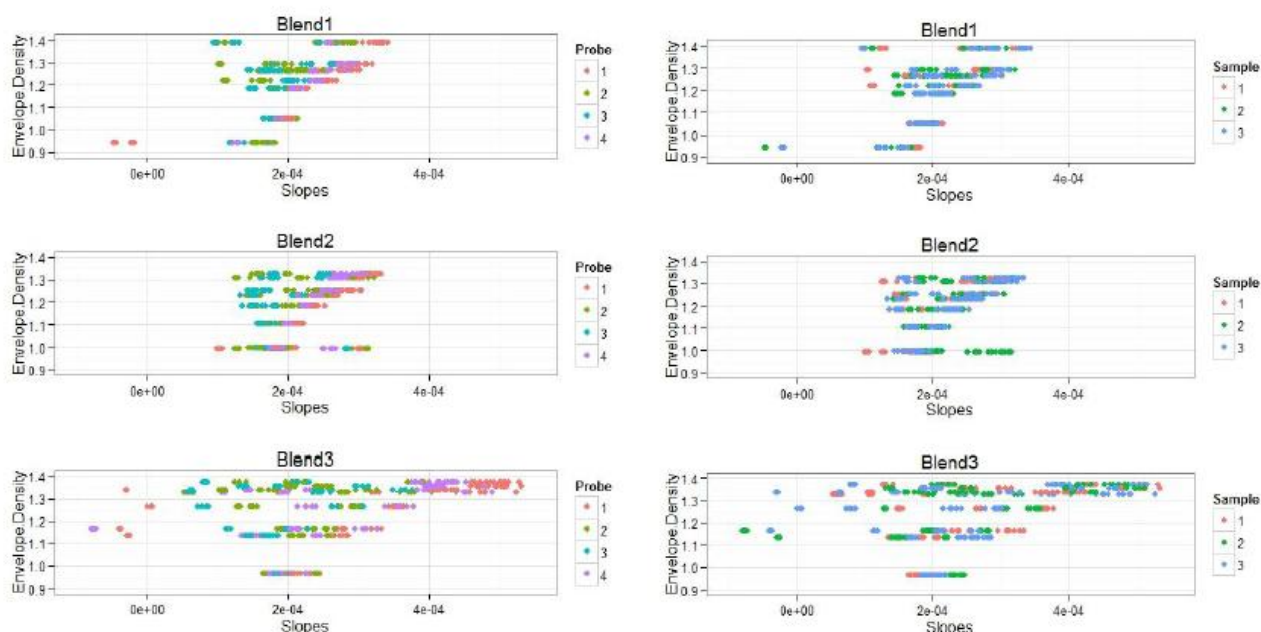 Blend1
Envelope.Density
1.4
1.3
1.2
1.1
1.0
0.9
0e+00 2e-04 4e-04
Slopes
Probe
1
2
3
4
Blend1
Envelope.Density
1.4
1.3
1.2
1.1
1.0
0.9
0e+00 2e-04 4e-04
Slopes
Sample
1
2
3
Blend2
Envelope.Density
1.4
1.3
1.2
1.1
1.0
0.9
0e+00 2e-04 4e-04
Slopes
Probe
1
2
3
4
Blend2
Envelope.Density
1.4
1.3
1.2
1.1
1.0
0.9
0e+00 2e-04 4e-04
Slopes
Sample
1
2
3
Blend3
Envelope.Density
1.4
1.3
1.2
1.1
1.0
0.9
0e+00 2e-04 4e-04
Slopes
Probe
1
2
3
4
Blend3
Envelope.Density
1.4
1.3
1.2
1.1
1.0
0.9
0e+00 2e-04 4e-04
Slopes
Sample
1
2
3